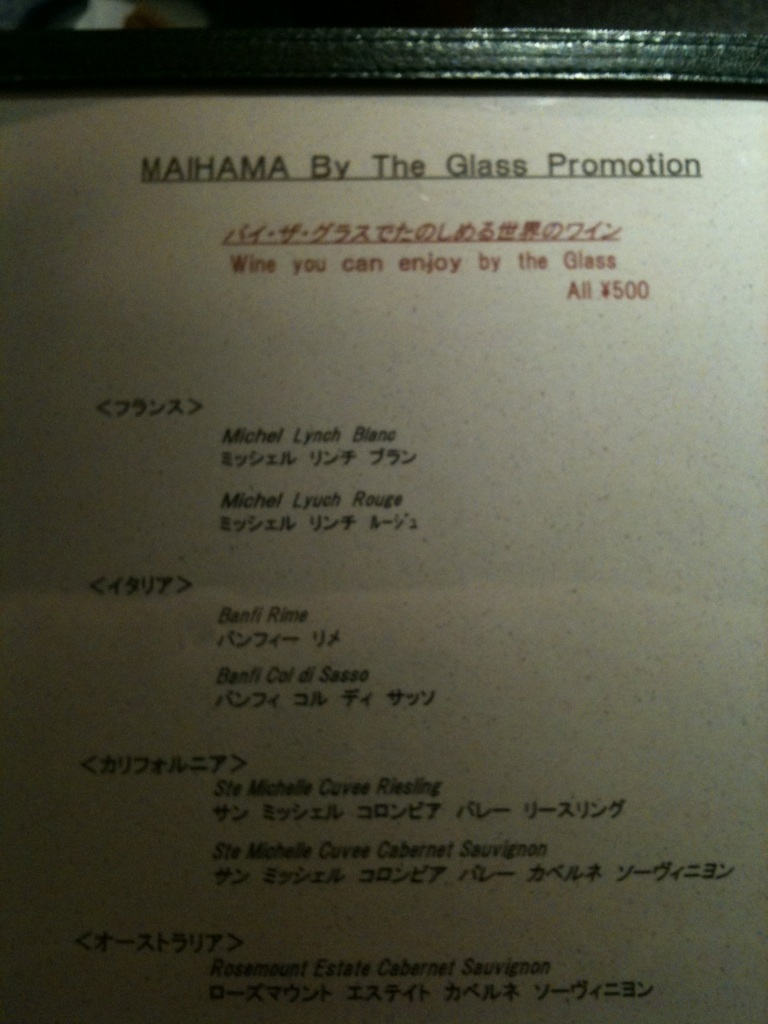 MAIHAMA By The Glass Promotion
バイ・ザ・グラスでたのしめる世界のワイン
Wine you can enjoy by the Glass
All ¥500
<フランス>
Michel Lynch Blanc
ミッシェル リンチ ブラン
Michel Lyuch Rouge
ミッシェル リンチ ルージュ
<イタリア>
Banfi Rime
バンフィー リメ
Banfi Col di Sasso
バンフィ コル ディ サッソ
<カリフォルニア>
Ste Michelle Cuvee Riesling
サン ミッシェル コロンビア バレー リースリング
Ste Michelle Cuvee Cabernet Sauvignon
サン ミッシェル コロンビア バレー カベルネ ソーヴィニヨン
<オーストラリア>
Rosemount Estate Cabernet Sauvignon
ローズマウント エステイト カベルネ ソーヴィニヨン